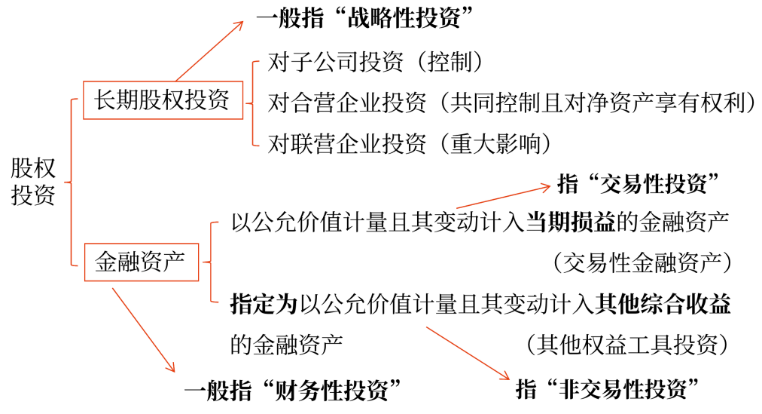 一般指“战略性投资”
对子公司投资（控制）
长期股权投资
对合营企业投资（共同控制且对净资产享有权利）
对联营企业投资（重大影响）
股权
投资
指“交易性投资”
以公允价值计量且其变动计入当期损益的金融资产
（交易性金融资产）
金融资产
指定为以公允价值计量且其变动计入其他综合收益
的金融资产
（其他权益工具投资）
一般指“财务性投资”
指“非交易性投资”